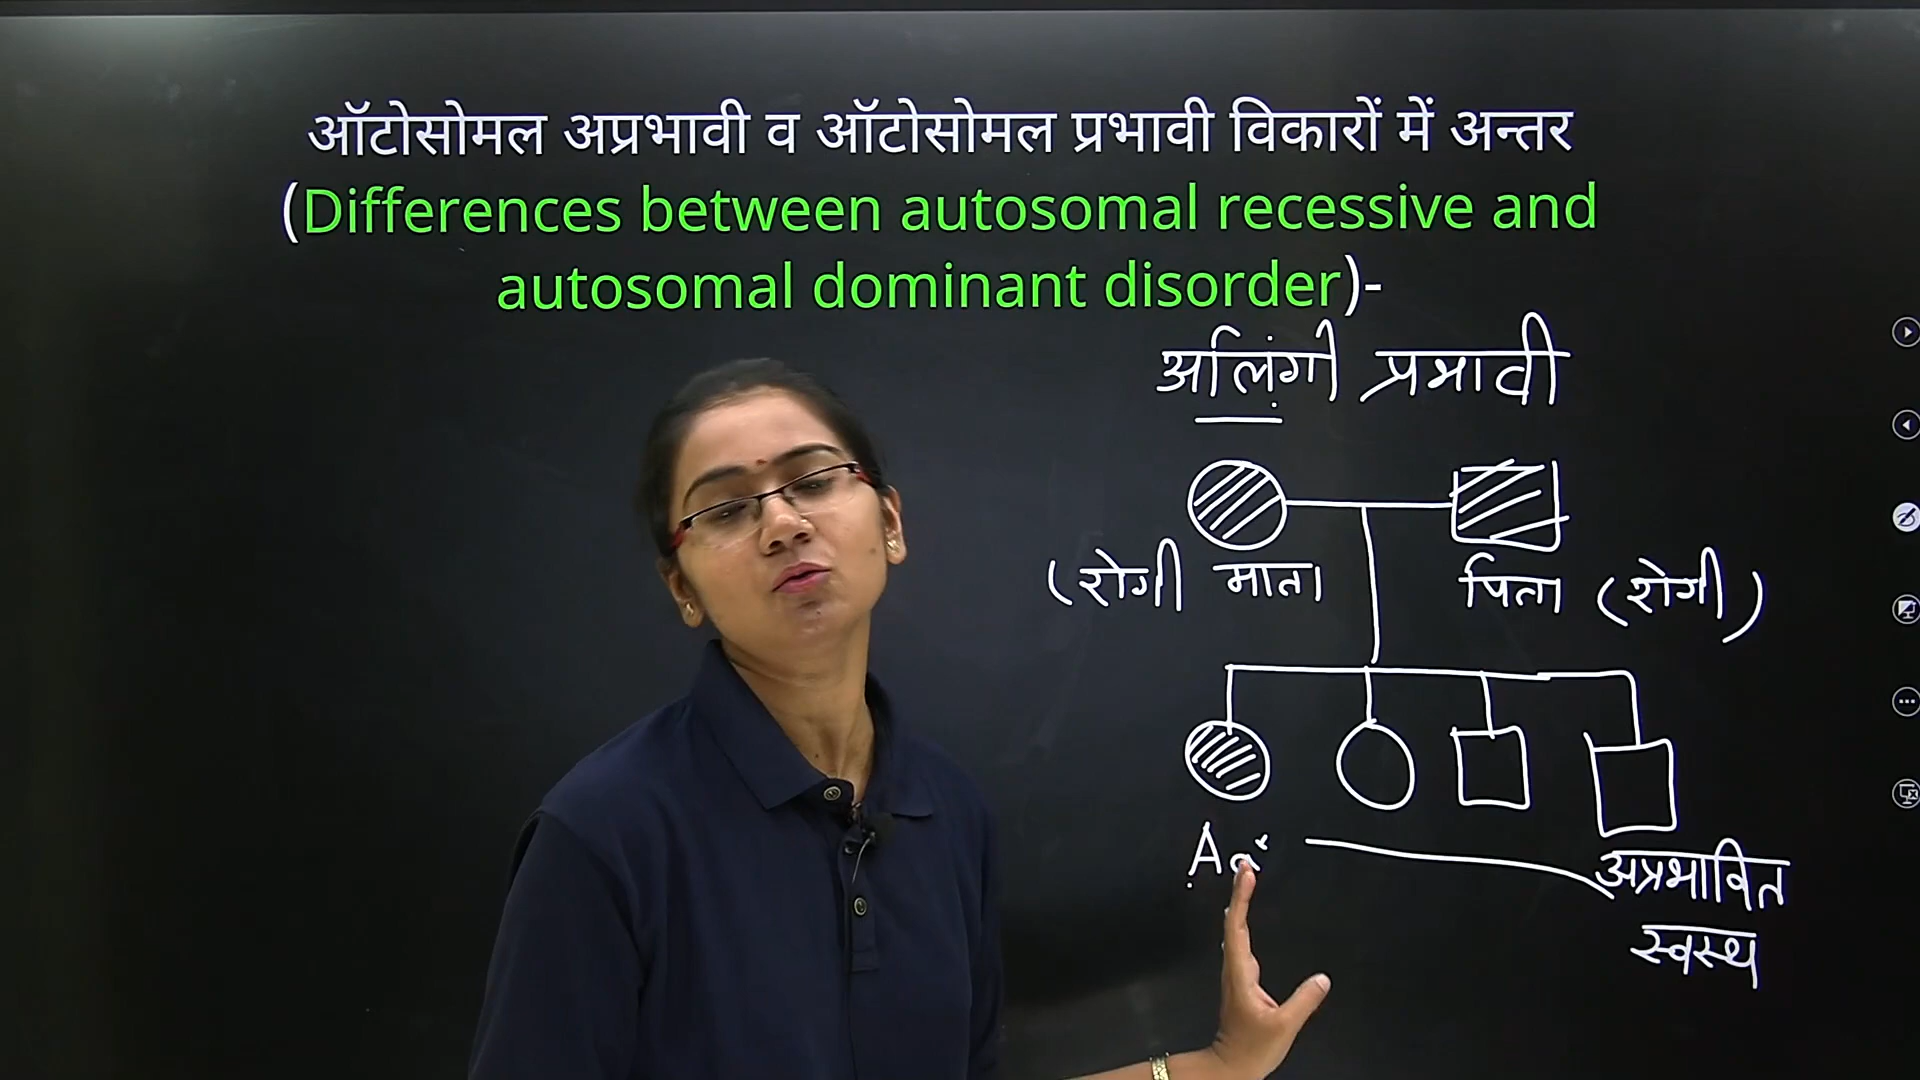 ऑटोसोमल अप्रभावी व ऑटोसोमल प्रभावी विकारों में अन्तर
(Differences between autosomal recessive and
autosomal dominant disorder)-
अलिंगी प्रभावी
(रोगी माता पिता (रोगी)
Aa
अप्रभावित
स्वस्थ